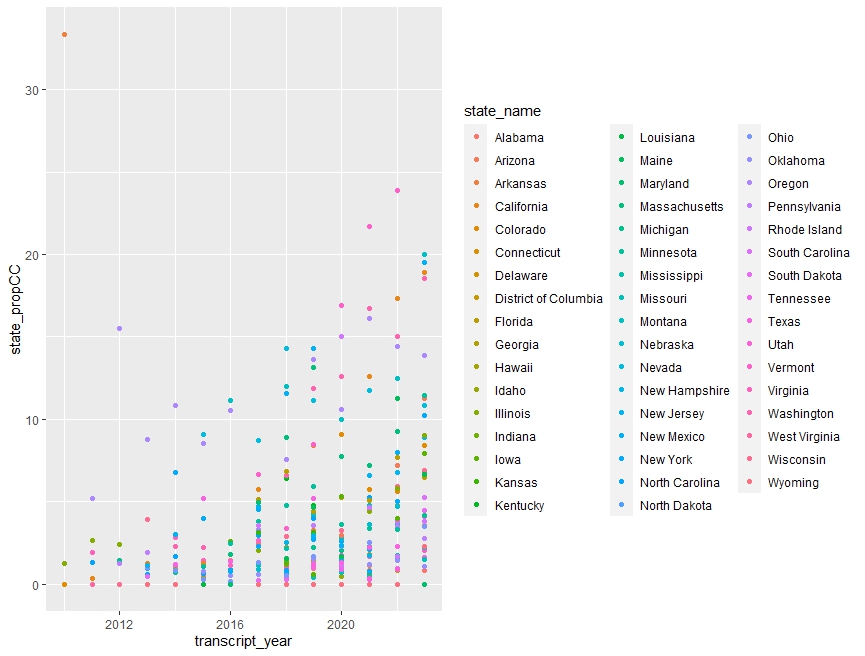 30
20
10
0
state_propCC
2012
2016
2020
transcript_year
state_name
Alabama
Arizona
Arkansas
California
Colorado
Connecticut
Delaware
District of Columbia
Florida
Georgia
Hawaii
Idaho
Illinois
Indiana
Iowa
Kansas
Kentucky
Louisiana
Maine
Maryland
Massachusetts
Michigan
Minnesota
Mississippi
Missouri
Montana
Nebraska
Nevada
New Hampshire
New Jersey
New Mexico
New York
North Carolina
North Dakota
Ohio
Oklahoma
Oregon
Pennsylvania
Rhode Island
South Carolina
South Dakota
Tennessee
Texas
Utah
Vermont
Virginia
Washington
West Virginia
Wisconsin
Wyoming